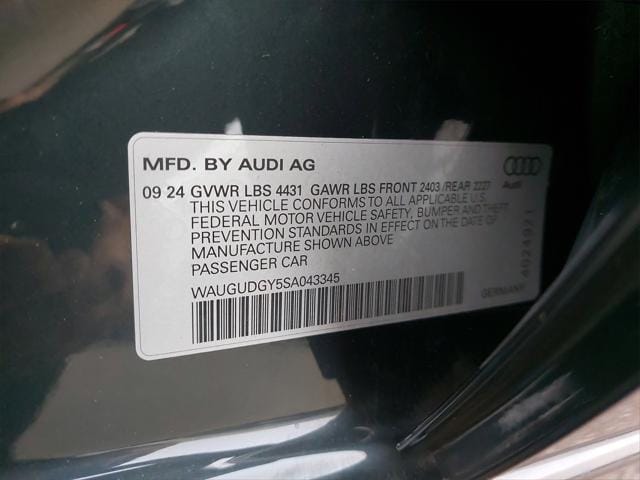 MFD. BY AUDI AG
Audi
09 24 GVWR LBS 4431 GAWR LBS FRONT 2403 /REAR 2227
THIS VEHICLE CONFORMS TO ALL APPLICABLE U.S.
FEDERAL MOTOR VEHICLE SAFETY, BUMPER AND THEFT
PREVENTION STANDARDS IN EFFECT ON THE DATE OF
MANUFACTURE SHOWN ABOVE
PASSENGER CAR
WAUGUDGY5SA043345
GERMANY
4024921